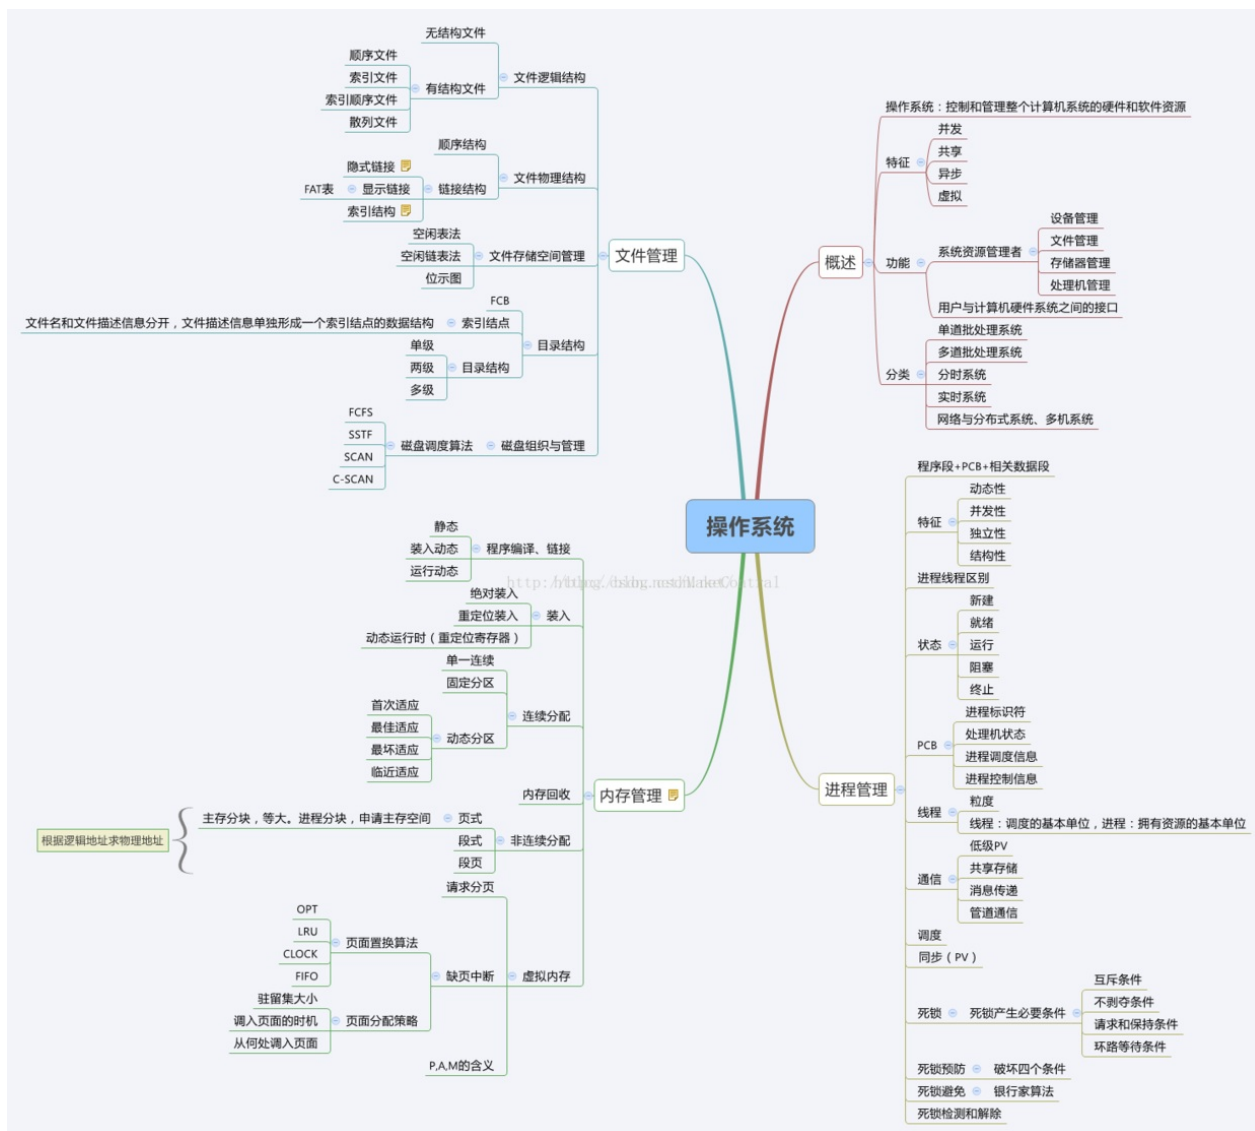 操作系统
概述
操作系统：控制和管理整个计算机系统的硬件和软件资源
特征
并发
共享
异步
虚拟
功能
系统资源管理者
设备管理
文件管理
存储器管理
处理机管理
用户与计算机硬件系统之间的接口
分类
单道批处理系统
多道批处理系统
分时系统
实时系统
网络与分布式系统、多机系统
进程管理
程序段+PCB+相关数据段
特征
动态性
并发性
独立性
结构性
进程线程区别
状态
新建
就绪
运行
阻塞
终止
PCB
进程标识符
处理机状态
进程调度信息
进程控制信息
线程
粒度
线程：调度的基本单位，进程：拥有资源的基本单位
通信
低级PV
共享存储
消息传递
管道通信
调度
同步（PV）
死锁
死锁产生必要条件
互斥条件
不剥夺条件
请求和保持条件
环路等待条件
死锁预防
破坏四个条件
死锁避免
银行家算法
死锁检测和解除
文件管理
文件逻辑结构
无结构文件
有结构文件
顺序文件
索引文件
索引顺序文件
散列文件
文件物理结构
顺序结构
链接结构
隐式链接
显示链接
FAT表
索引结构
文件存储空间管理
空闲表法
空闲链表法
位示图
目录结构
FCB
索引结点
文件名和文件描述信息分开，文件描述信息单独形成一个索引结点的数据结构
目录结构
单级
两级
多级
磁盘组织与管理
磁盘调度算法
FCFS
SSTF
SCAN
C-SCAN
内存管理
程序编译、链接
静态
装入动态
运行动态
装入
绝对装入
重定位装入
动态运行时（重定位寄存器）
连续分配
单一连续
固定分区
动态分区
首次适应
最佳适应
最坏适应
临近适应
内存回收
非连续分配
页式
主存分块，等大。进程分块，申请主存空间
段式
段页
根据逻辑地址求物理地址
虚拟内存
请求分页
缺页中断
页面置换算法
OPT
LRU
CLOCK
FIFO
页面分配策略
驻留集大小
调入页面的时机
从何处调入页面
P,A,M的含义